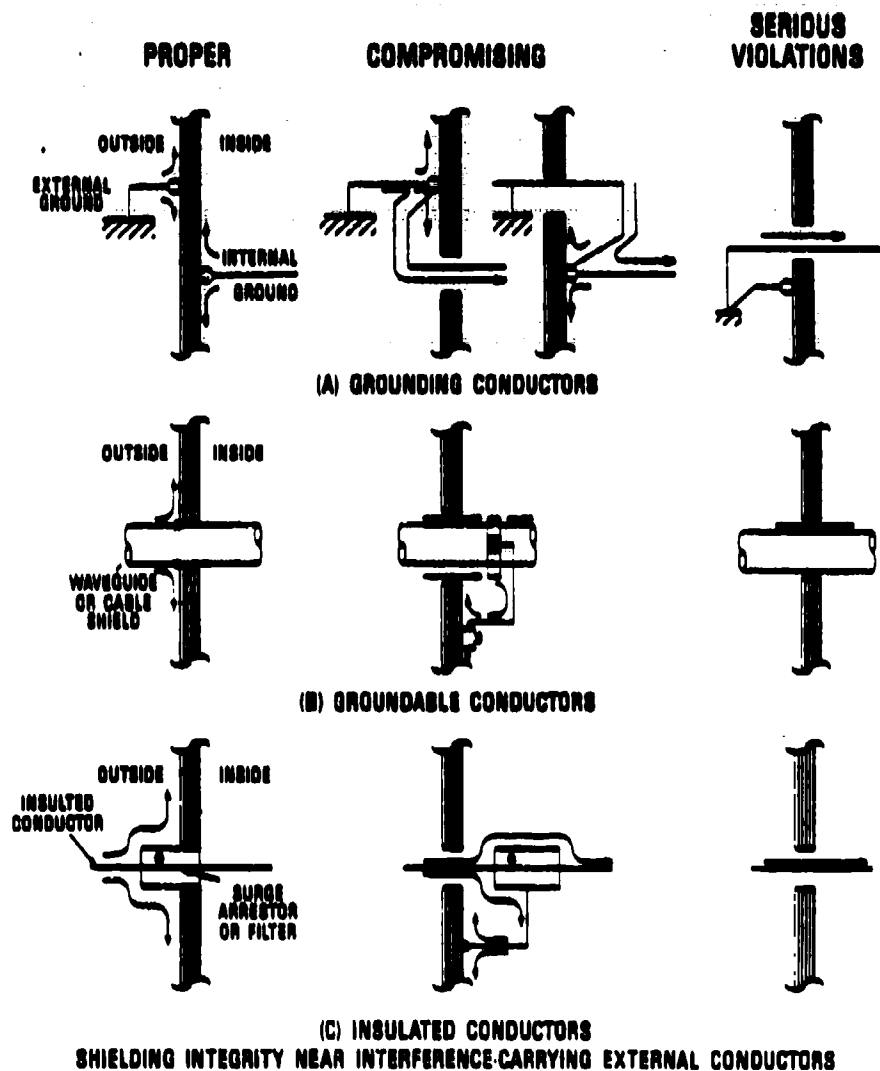 PROPER
COMPROMISING
SERIOUS
VIOLATIONS
OUTSIDE
INSIDE
EXTERNAL
GROUND
INTERNAL
GROUND
(A) GROUNDING CONDUCTORS
OUTSIDE
INSIDE
WAVEGUIDE
OR CABLE
SHIELD
(B) GROUNDABLE CONDUCTORS
OUTSIDE
INSIDE
INSULTED
CONDUCTOR
SURGE
ARRESTOR
OR FILTER
(C) INSULATED CONDUCTORS
SHIELDING INTEGRITY NEAR INTERFERENCE-CARRYING EXTERNAL CONDUCTORS